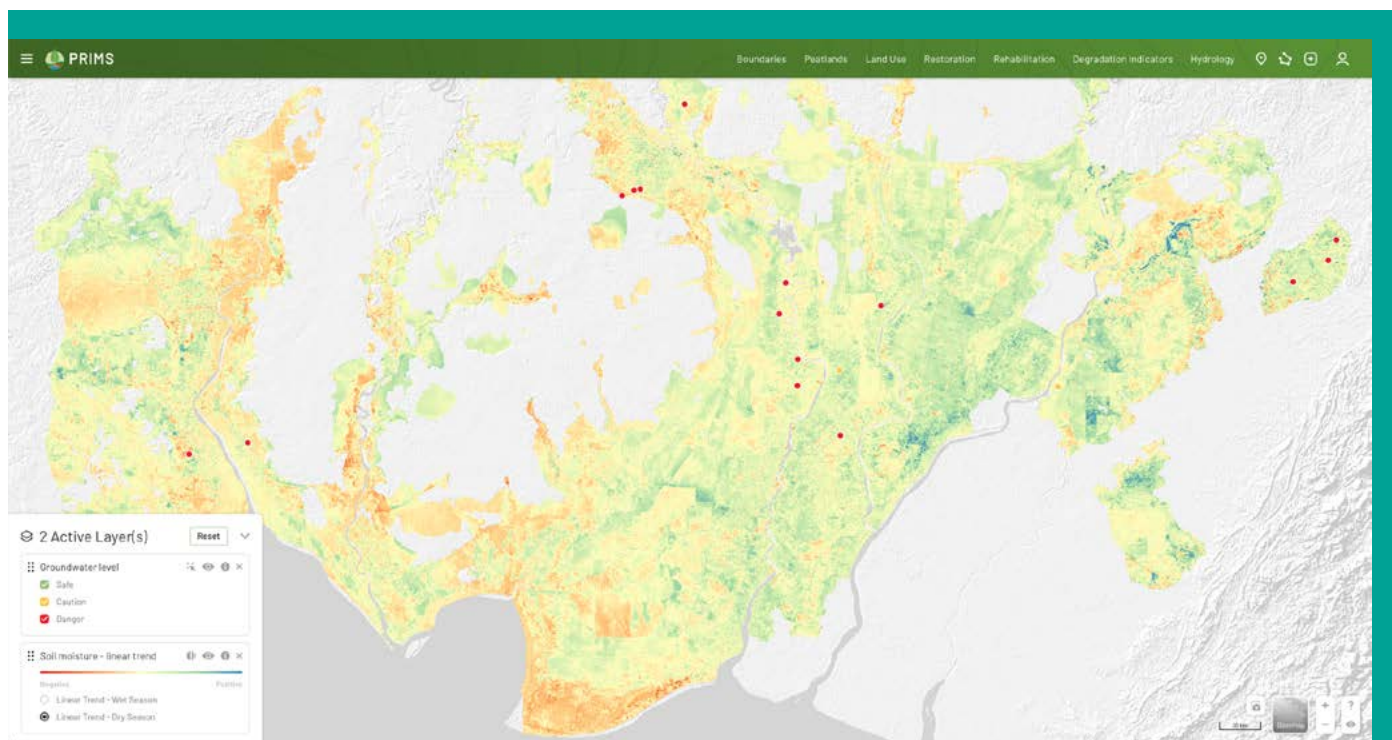 PRIMS
Boundaries Peatlands Land Use Restoration Rehabilitation Degradation Indicators Hydrology
2 Active Layer(s) Reset
Groundwater level
Safe
Caution
Danger
Soil moisture - linear trend
Negative Positive
Linear Trend - Wet Season
Linear Trend - Dry Season